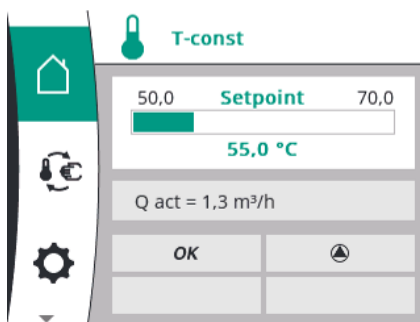 T-const
50,0 Setpoint 70,0
55,0 °C
Q act = 1,3 m³/h
OK